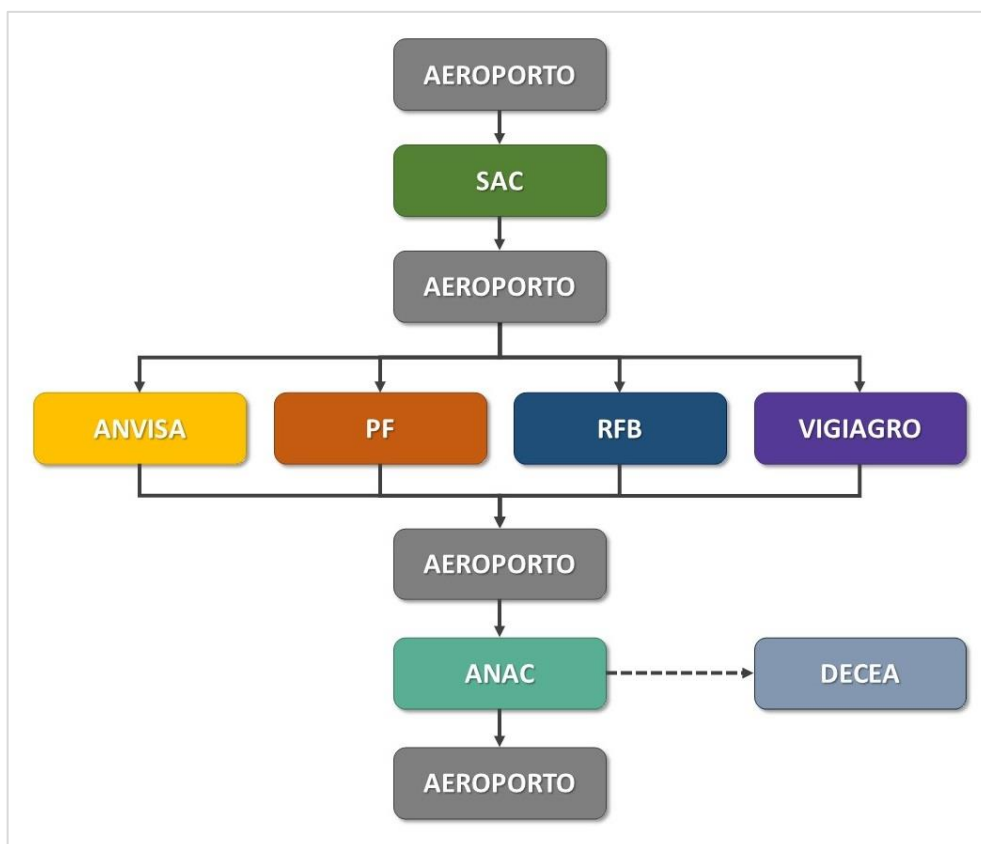 AEROPORTO
SAC
AEROPORTO
ANVISA
PF
RFB
VIGIAGRO
AEROPORTO
ANAC
DECEA
AEROPORTO